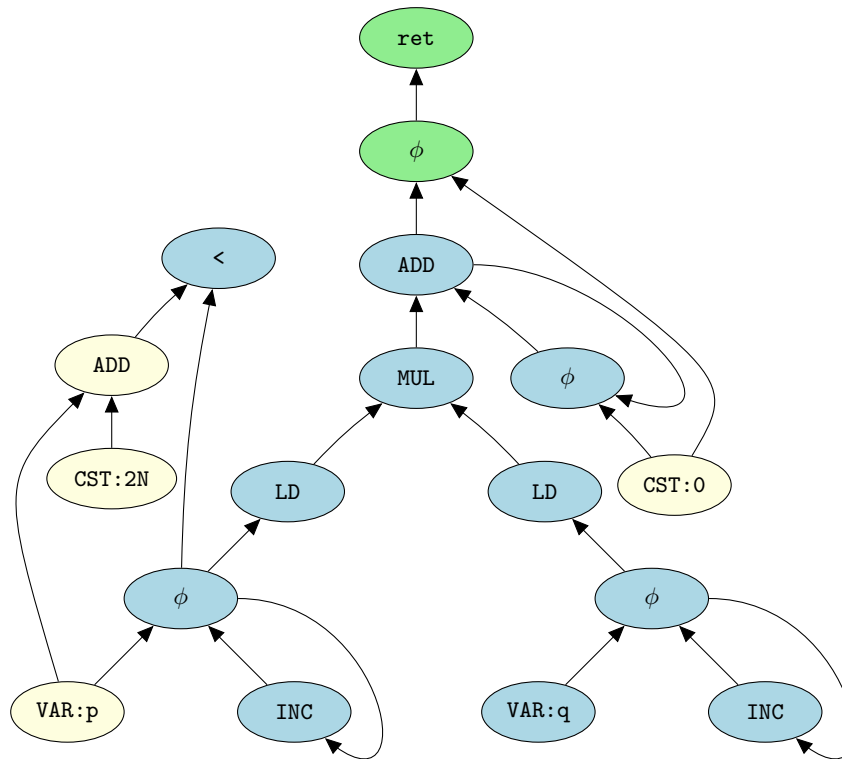 ret
ϕ
<
ADD
ADD
MUL
ϕ
CST:2N
LD
LD
CST:0
ϕ
ϕ
VAR:p
INC
VAR:q
INC